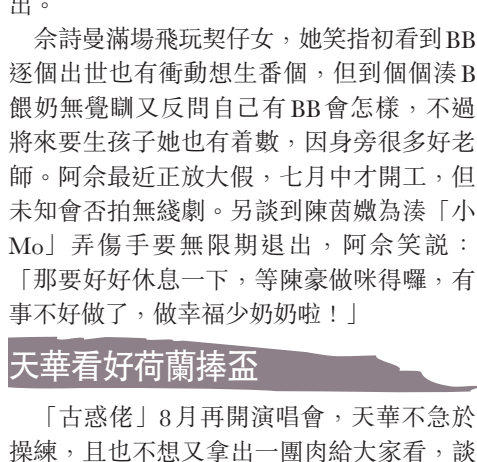 出。
佘詩曼滿場飛玩契仔女，她笑指初看到BB
逐個出世也有衝動想生番個，但到個個湊B
餵奶無覺瞓又反問自己有BB會怎樣，不過
將來要生孩子她也有着數，因身旁很多好老
師。阿佘最近正放大假，七月中才開工，但
未知會否拍無綫劇。另談到陳茵媺為湊「小
Mo」弄傷手要無限期退出，阿佘笑説：
「那要好好休息一下，等陳豪做咪得囉，有
事不好做了，做幸福少奶奶啦！」
天華看好荷蘭捧盃
「古惑佬」8月再開演唱會，天華不急於
操練，且也不想又拿出一團肉給大家看，談